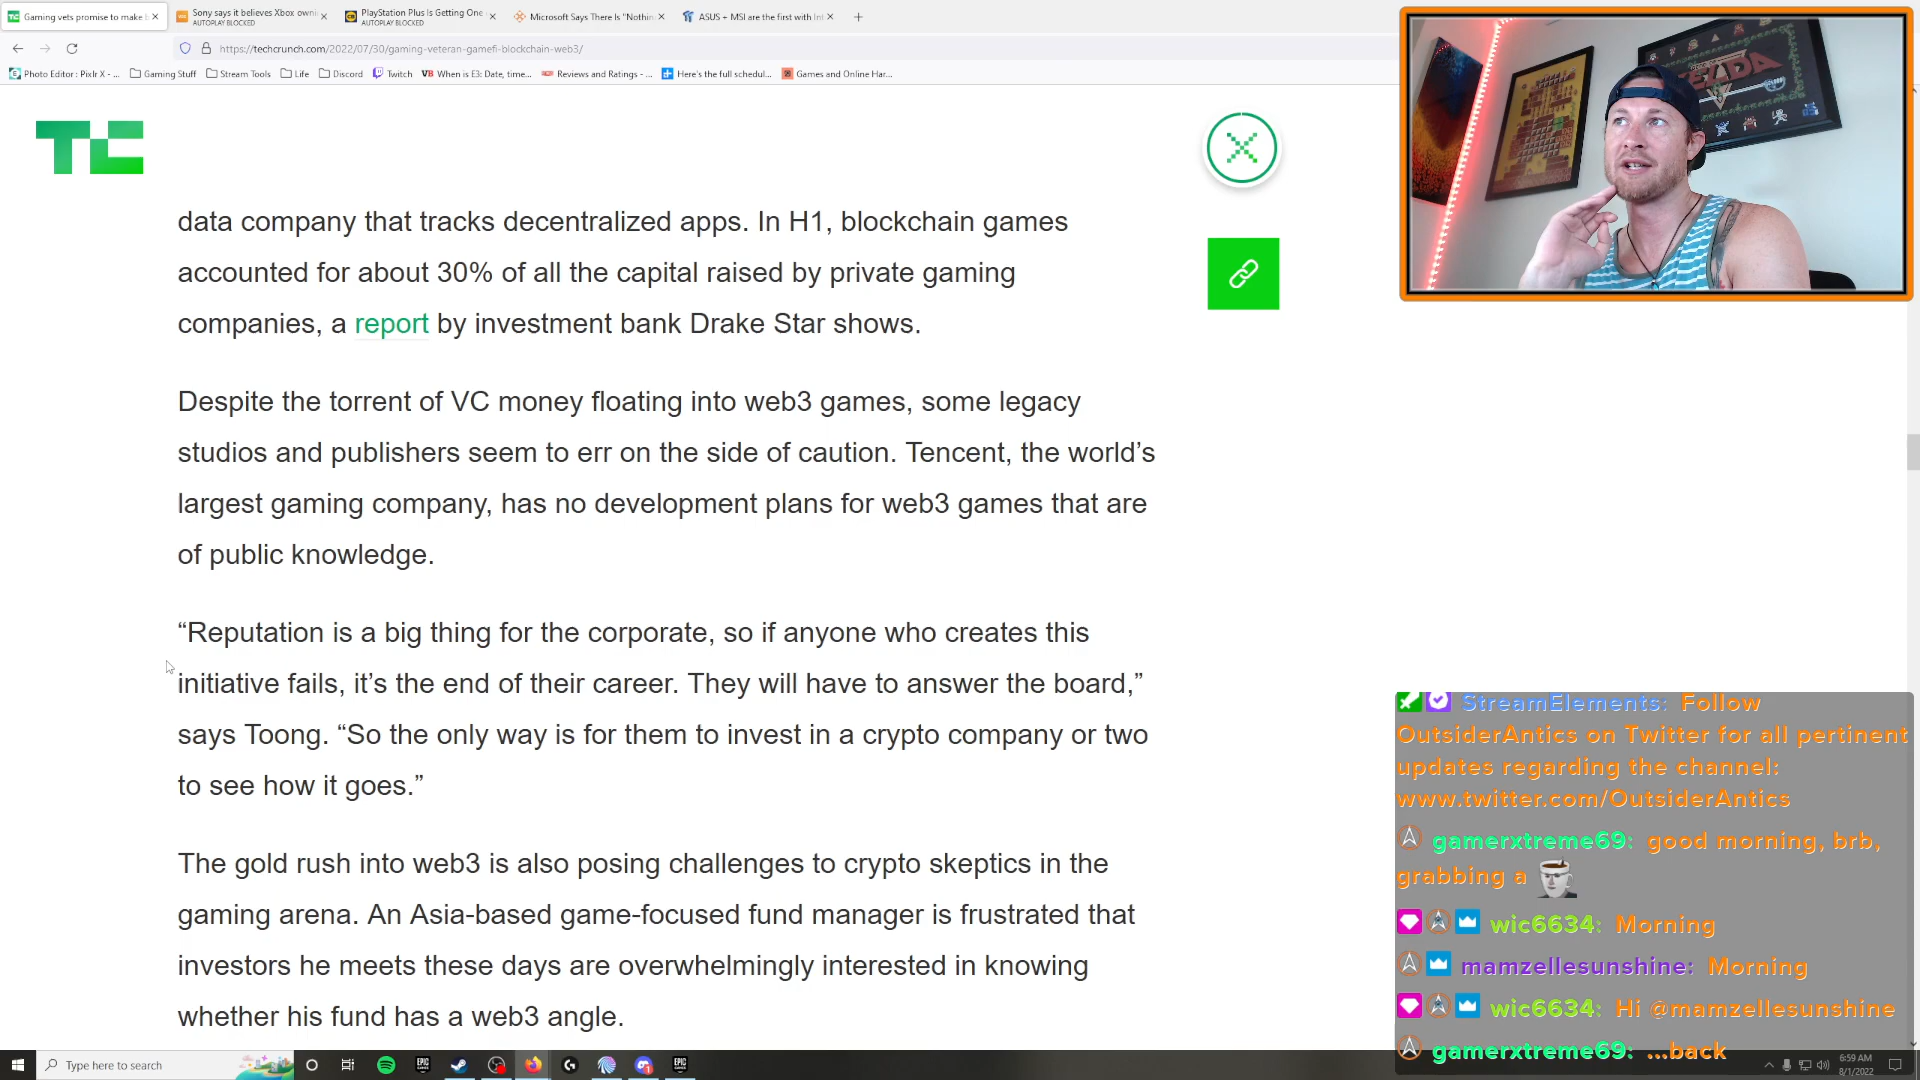 Gaming vets promise to make b
Sony says it believes Xbox owni
AUTOPLAY BLOCKED
PlayStation Plus Is Getting One
AUTOPLAY BLOCKED
Microsoft Says There Is "Nothin
ASUS + MSI are the first with Int
https://techcrunch.com/2022/07/30/gaming-veteran-gamefi-blockchain-web3/
Photo Editor : Pixlr X - ...
Gaming Stuff
Stream Tools
Life
Discord
Twitch
When is E3: Date, time...
Reviews and Ratings - ...
Here's the full schedul...
Games and Online Har...
TC
ZELDA
data company that tracks decentralized apps. In H1, blockchain games
accounted for about 30% of all the capital raised by private gaming
companies, a report by investment bank Drake Star shows.
Despite the torrent of VC money floating into web3 games, some legacy
studios and publishers seem to err on the side of caution. Tencent, the world’s
largest gaming company, has no development plans for web3 games that are
of public knowledge.
“Reputation is a big thing for the corporate, so if anyone who creates this
initiative fails, it’s the end of their career. They will have to answer the board,”
says Toong. “So the only way is for them to invest in a crypto company or two
to see how it goes.”
The gold rush into web3 is also posing challenges to crypto skeptics in the
gaming arena. An Asia-based game-focused fund manager is frustrated that
investors he meets these days are overwhelmingly interested in knowing
whether his fund has a web3 angle.
StreamElements: Follow
OutsiderAntics on Twitter for all pertinent
updates regarding the channel:
www.twitter.com/OutsiderAntics
gamerxtreme69: good morning, brb,
grabbing a
wic6634: Morning
mamzellesunshine: Morning
wic6634: Hi @mamzellesunshine
gamerxtreme69: ...back
Type here to search
6:59 AM
8/1/2022